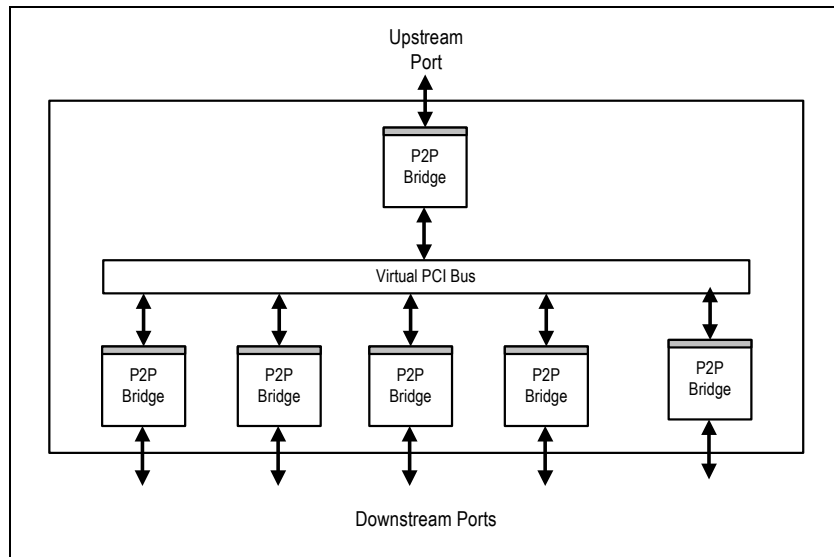 Upstream
Port
P2P
Bridge
Virtual PCI Bus
P2P
Bridge
P2P
Bridge
P2P
Bridge
P2P
Bridge
P2P
Bridge
Downstream Ports